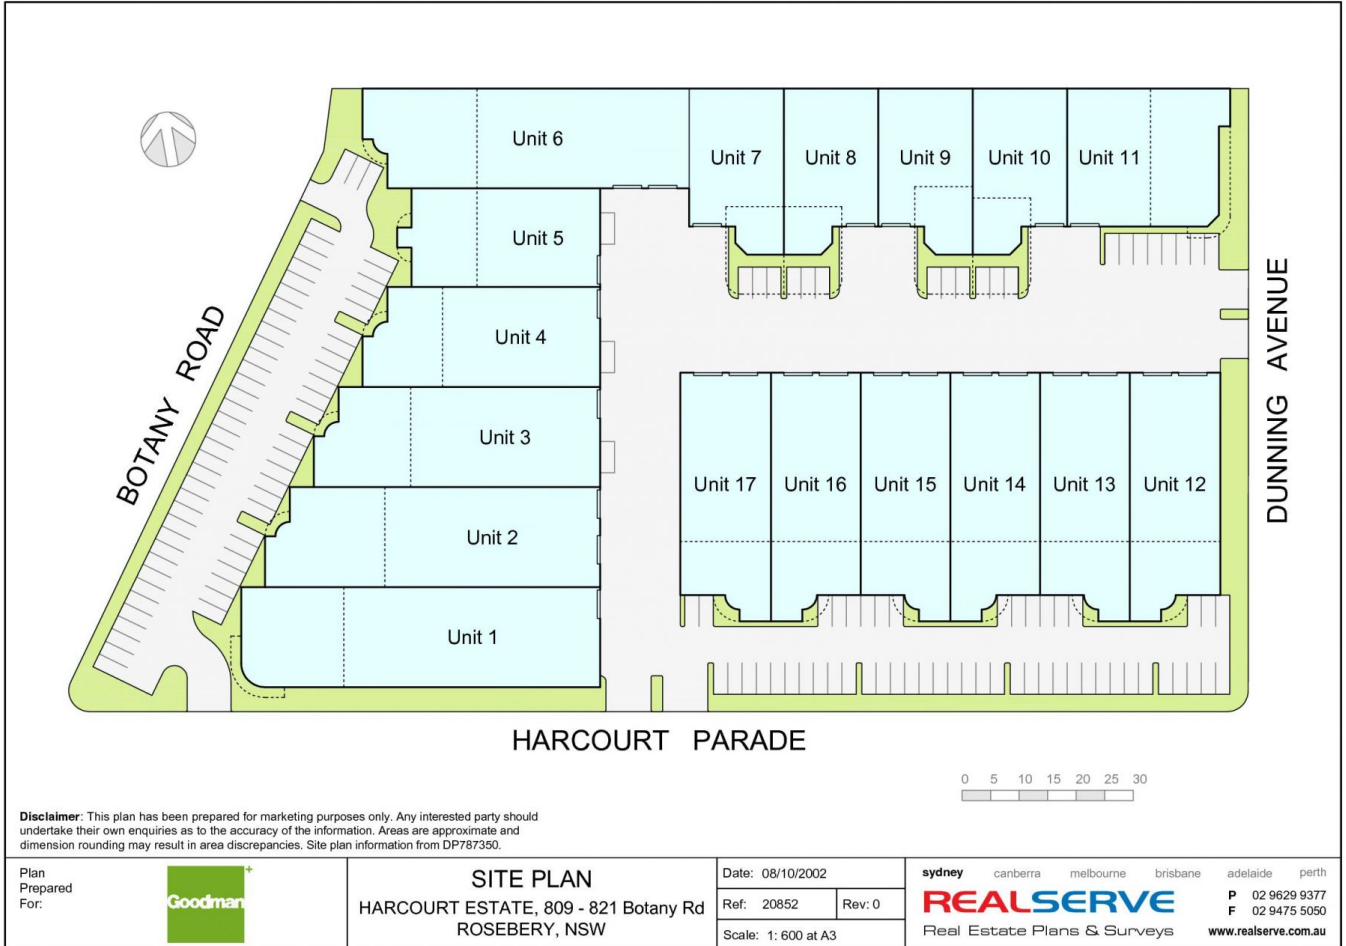 Unit 6
Unit 7
Unit 8
Unit 9
Unit 10
Unit 11
Unit 5
Unit 4
Unit 3
Unit 2
Unit 1
Unit 17
Unit 16
Unit 15
Unit 14
Unit 13
Unit 12
BOTANY ROAD
DUNNING AVENUE
HARCOURT PARADE
0 5 10 15 20 25 30
Disclaimer: This plan has been prepared for marketing purposes only. Any interested party should
undertake their own enquiries as to the accuracy of the information. Areas are approximate and
dimension rounding may result in area discrepancies. Site plan information from DP787350.
Plan
Prepared
For:
Goodman
+
SITE PLAN
HARCOURT ESTATE, 809 - 821 Botany Rd
ROSEBERY, NSW
Date: 08/10/2002
Ref: 20852
Rev: 0
Scale: 1: 600 at A3
sydney canberra melbourne brisbane adelaide perth
REALSERVE
Real Estate Plans & Surveys
P 02 9629 9377
F 02 9475 5050
www.realserve.com.au